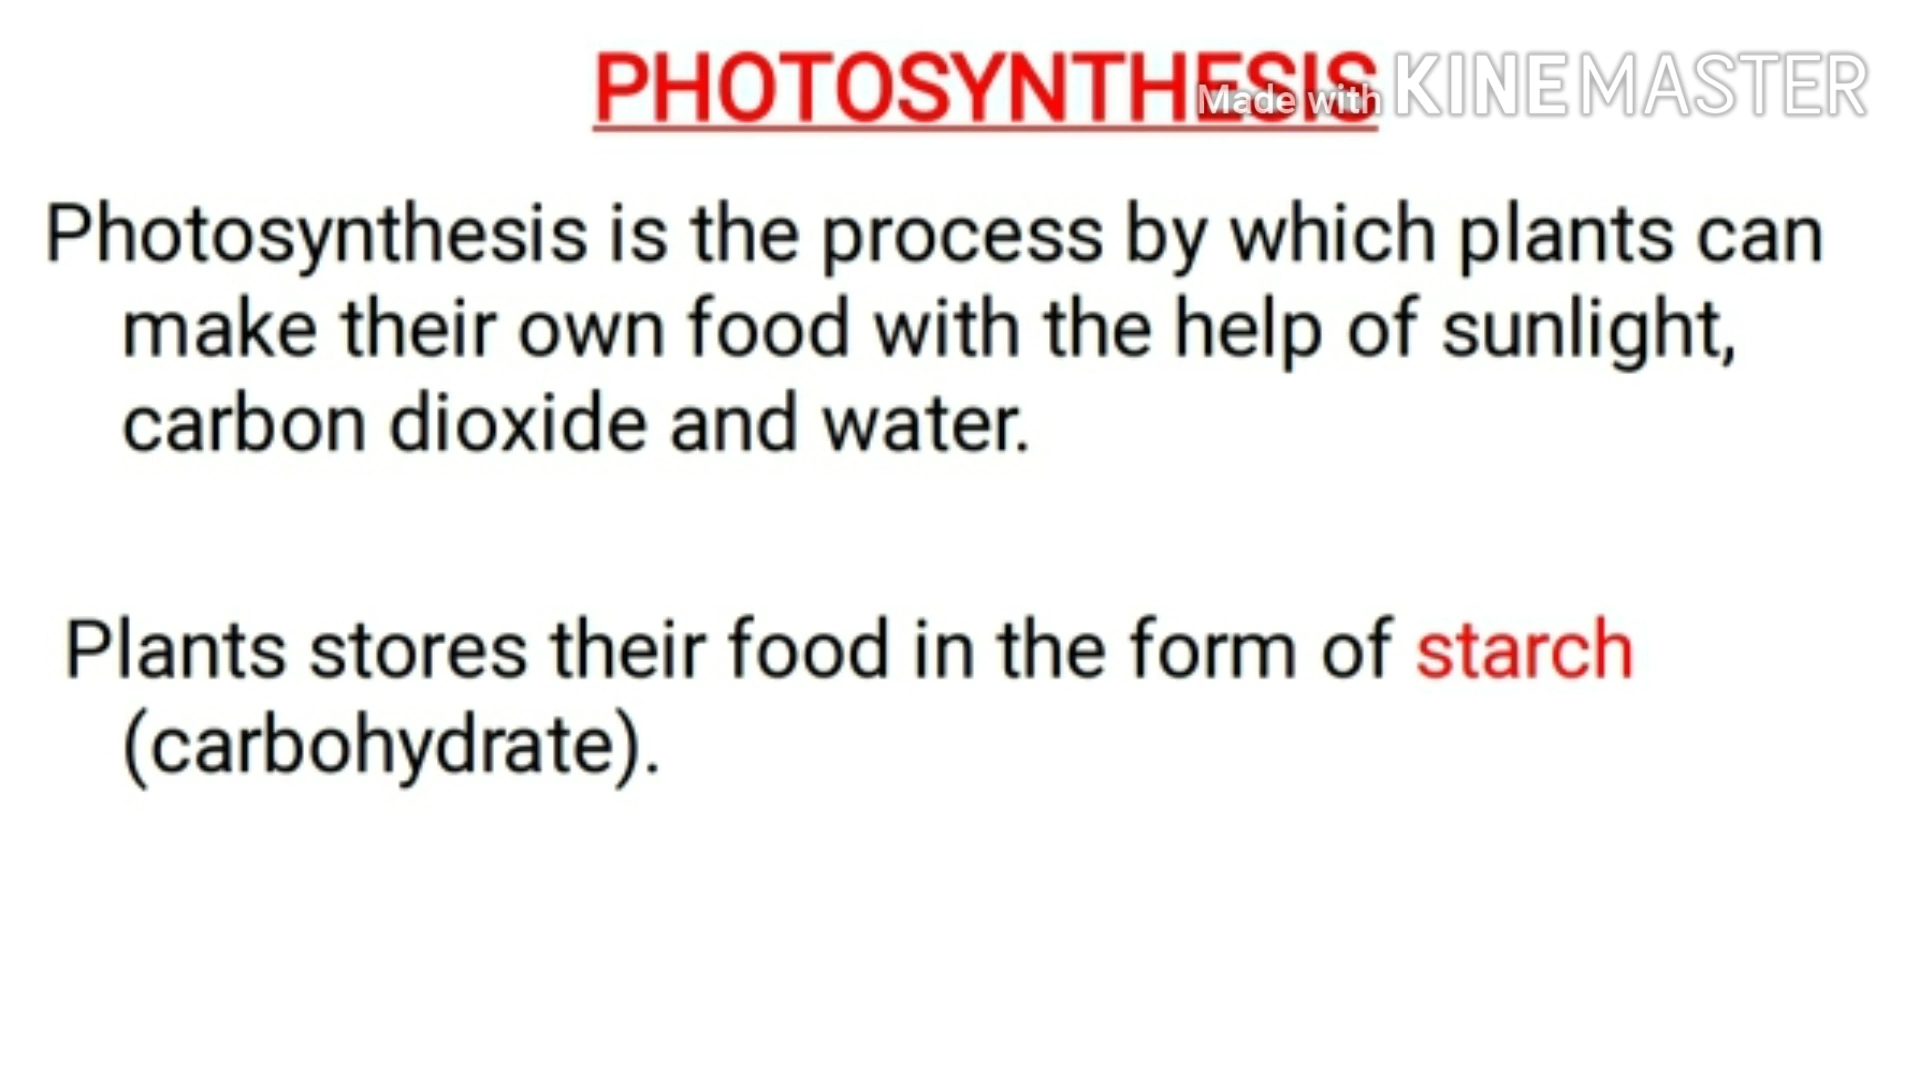 PHOTOSYNTHESIS
Made with KINEMASTER
Photosynthesis is the process by which plants can
make their own food with the help of sunlight,
carbon dioxide and water.
Plants stores their food in the form of starch
(carbohydrate).